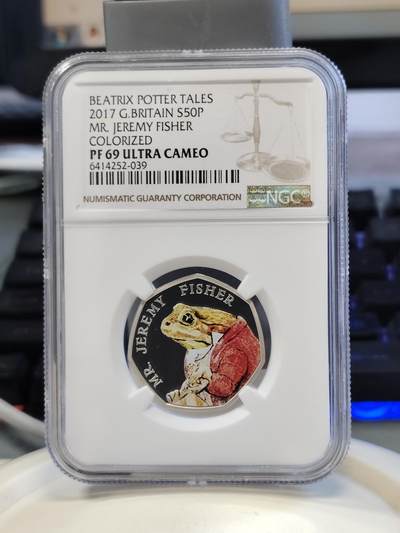 BEATRIX POTTER TALES
2017 G.BRITAIN S50P
MR. JEREMY FISHER
COLORIZED
PF 69 ULTRA CAMEO
6414252-039
NUMISMATIC GUARANTY CORPORATION
NGC
MR. JEREMY FISHER